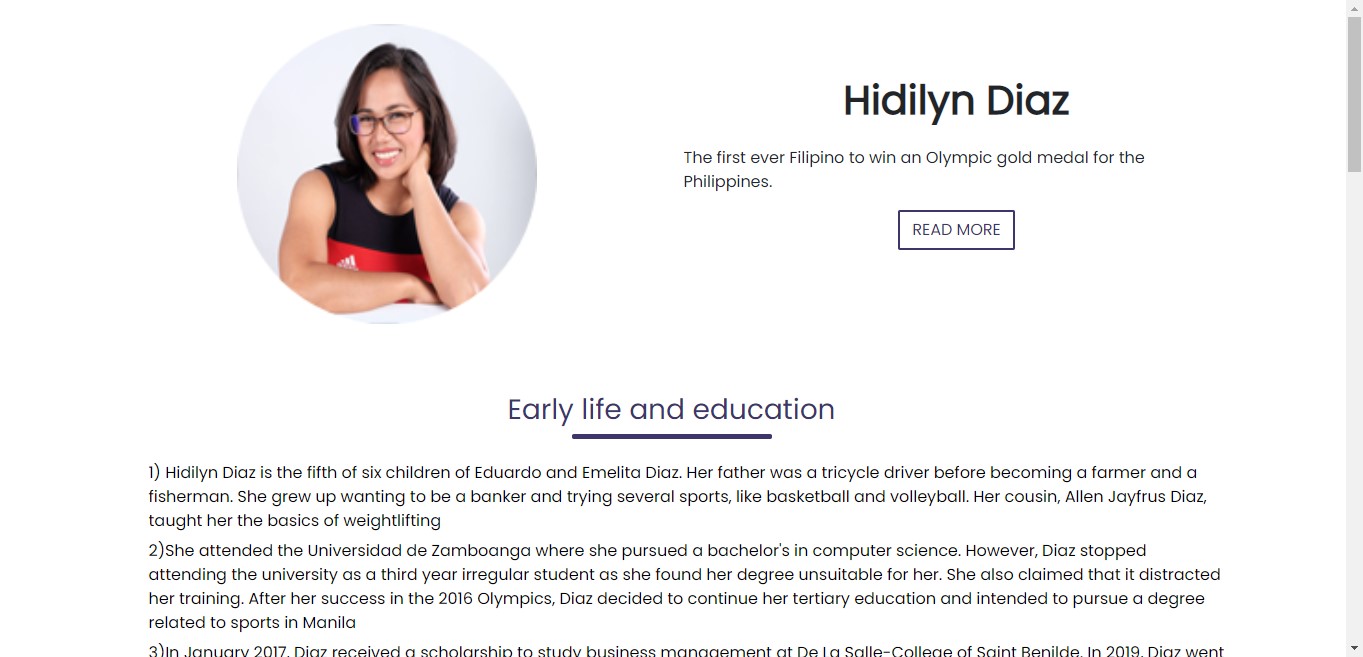 Hidilyn Diaz
The first ever Filipino to win an Olympic gold medal for the
Philippines.
READ MORE
Early life and education
1) Hidilyn Diaz is the fifth of six children of Eduardo and Emelita Diaz. Her father was a tricycle driver before becoming a farmer and a
fisherman. She grew up wanting to be a banker and trying several sports, like basketball and volleyball. Her cousin, Allen Jayfrus Diaz,
taught her the basics of weightlifting
2)She attended the Universidad de Zamboanga where she pursued a bachelor's in computer science. However, Diaz stopped
attending the university as a third year irregular student as she found her degree unsuitable for her. She also claimed that it distracted
her training. After her success in the 2016 Olympics, Diaz decided to continue her tertiary education and intended to pursue a degree
related to sports in Manila
3)In January 2017, Diaz received a scholarship to study business management at De La Salle-College of Saint Benilde. In 2019, Diaz went